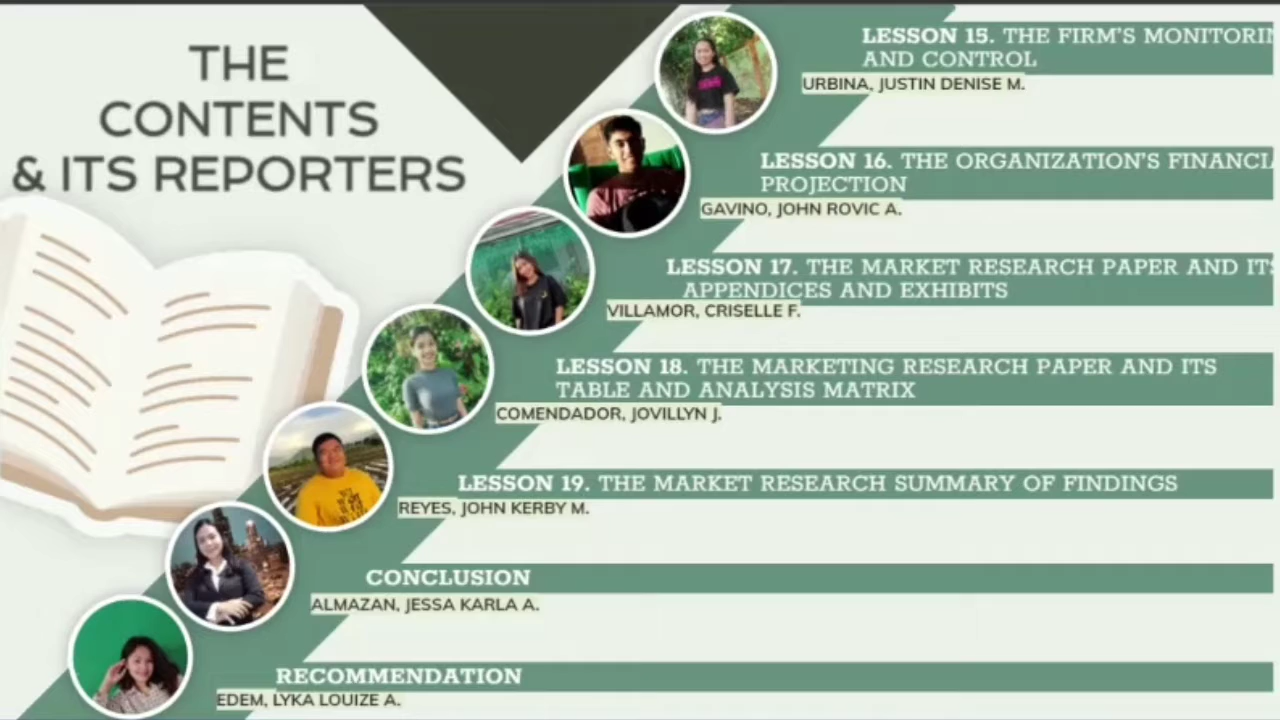 THE
CONTENTS
& ITS REPORTERS
LESSON 15. THE FIRM'S
AND CONTROL
URBINA, JUSTIN DENISE M.
LESSON 16. THE ORGANIZATION'S
PROJECTION
GAVINO, JOHN ROVIC A.
LESSON 17. THE MARKET RESEARCH PAPER AND ITS
APPENDICES AND EXHIBITS
VILLAMOR, CRISELLE F.
LESSON 18. THE MARKETING RESEARCH PAPER AND ITS
TABLE AND ANALYSIS MATRIX
COMENDADOR, JOVILLYN J.
LESSON 19. THE MARKET RESEARCH SUMMARY OF FINDINGS
REYES, JOHN KERBY M.
CONCLUSION
ALMAZAN, JESSA KARLA A.
RECOMMENDATION
EDEM, LYKA LOUIZE A.